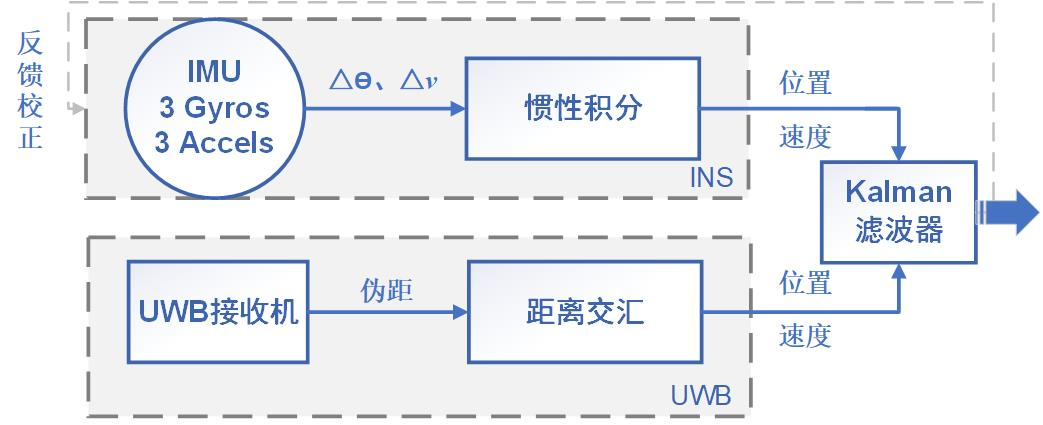 反馈校正
IMU
3 Gyros
3 Accels
△ө、△v
惯性积分
INS
位置
速度
Kalman
滤波器
UWB接收机
伪距
距离交汇
UWB
位置
速度